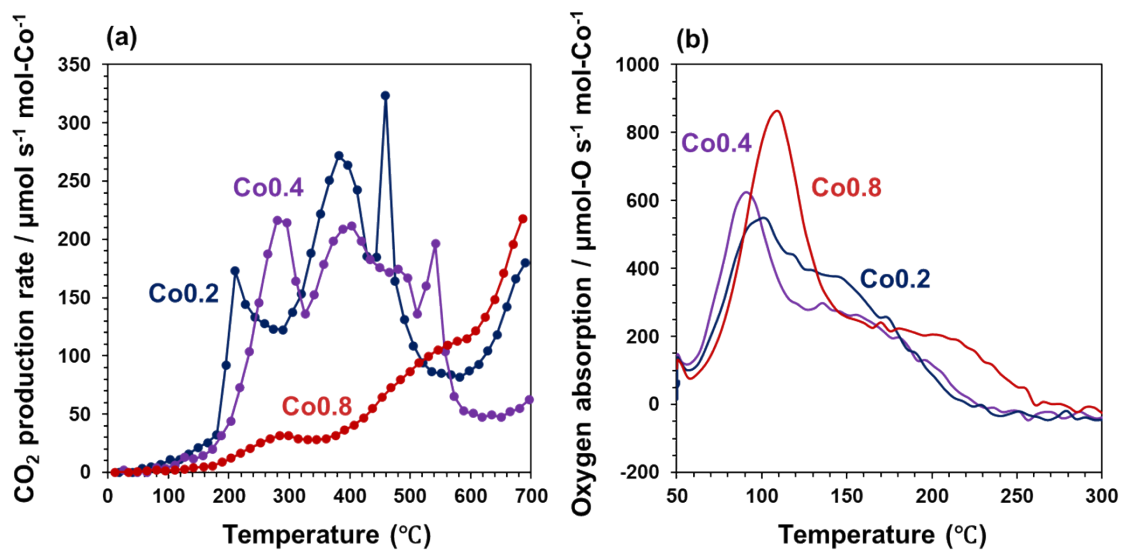 (a)
CO₂ production rate / µmol s⁻¹ mol-Co⁻¹
350
300
250
200
150
100
50
0
Co0.2
Co0.4
Co0.8
0 100 200 300 400 500 600 700
Temperature (℃)
(b)
Oxygen absorption / µmol-O s⁻¹ mol-Co⁻¹
1000
800
600
400
200
0
-200
Co0.4
Co0.8
Co0.2
50 100 150 200 250 300
Temperature (℃)